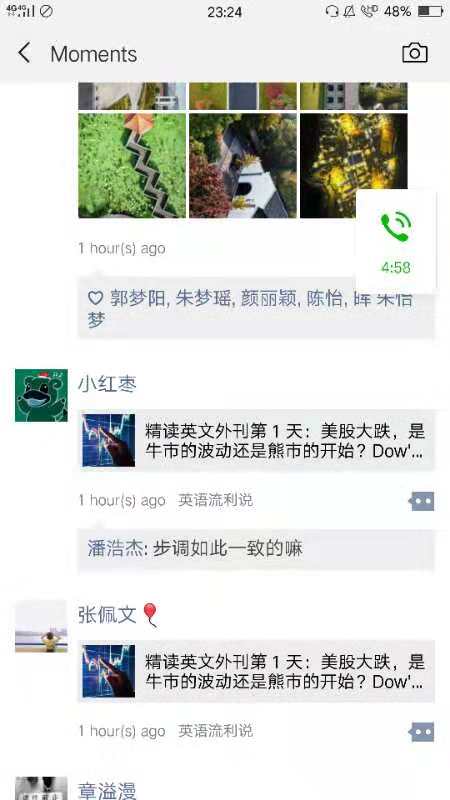 4G 4G
23:24
HD
48%
Moments
1 hour(s) ago
4:58
郭梦阳, 朱梦瑶, 颜丽颖, 陈怡, 晖 朱怡
梦
小红枣
精读英文外刊第 1 天：美股大跌，是
牛市的波动还是熊市的开始？Dow'...
1 hour(s) ago 英语流利说
潘浩杰: 步调如此一致的嘛
张佩文
精读英文外刊第 1 天：美股大跌，是
牛市的波动还是熊市的开始？Dow'...
1 hour(s) ago 英语流利说
章溢漫